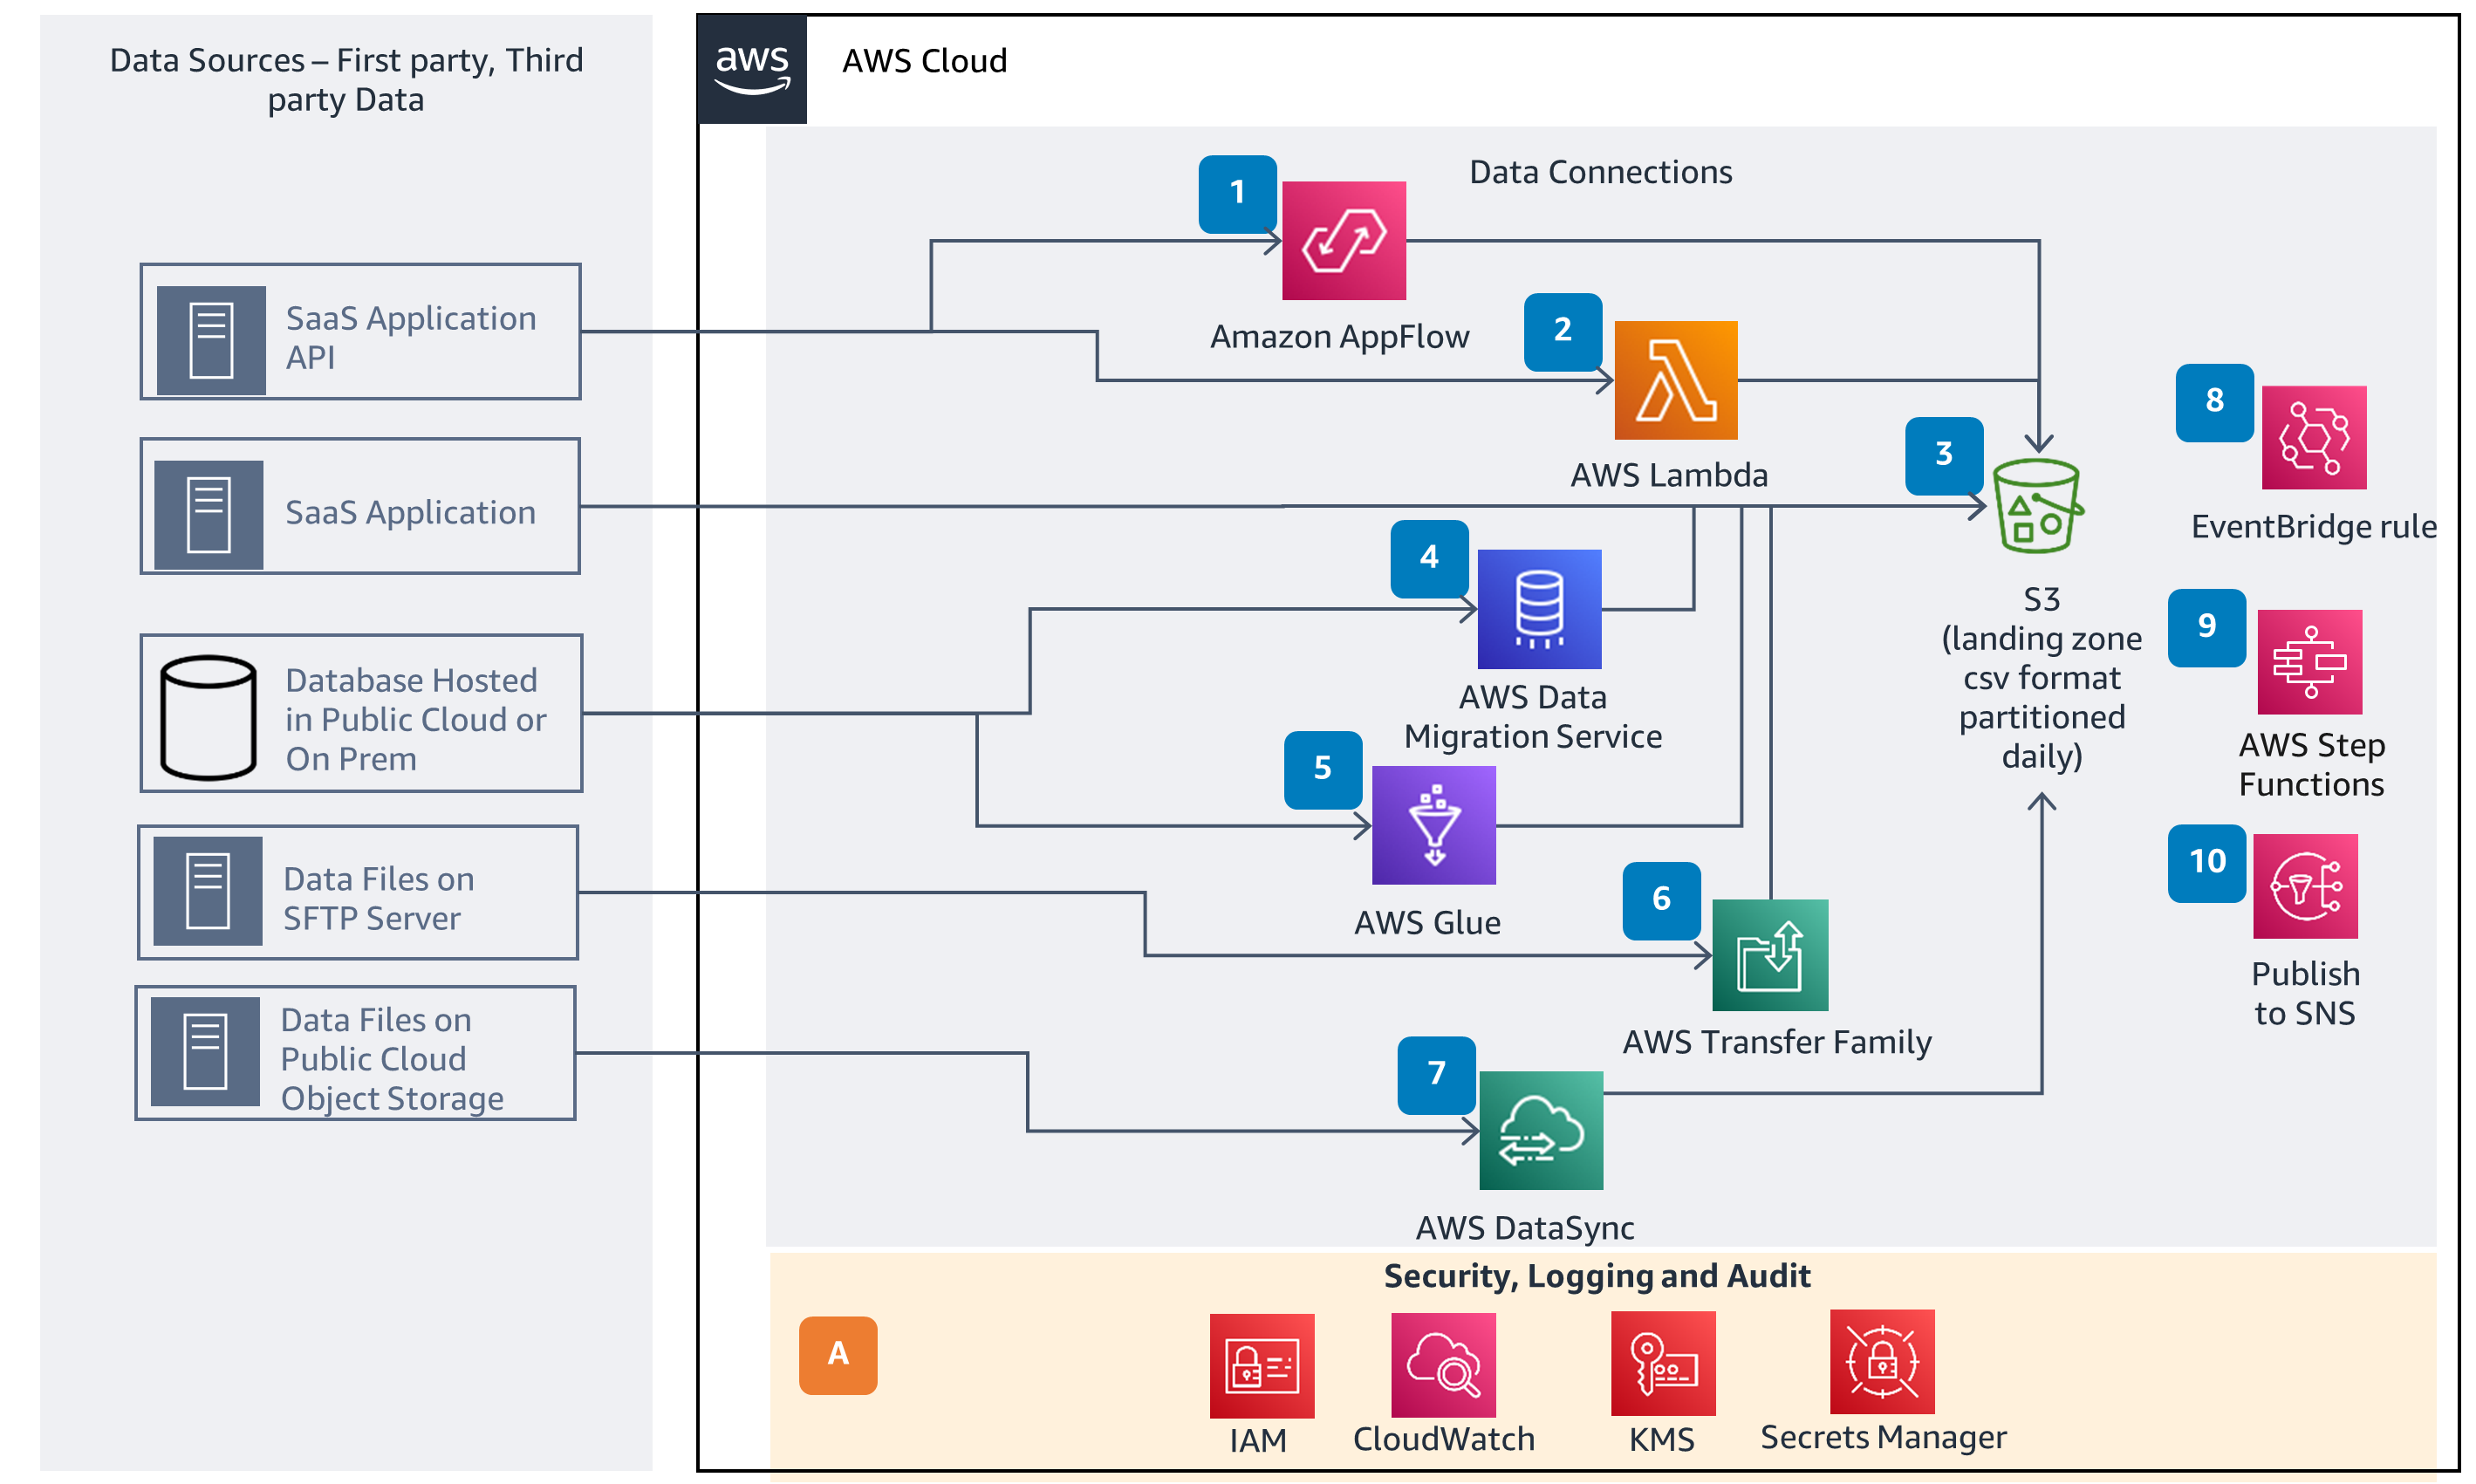 Data Sources – First party, Third
party Data
aws
AWS Cloud
Data Connections
1
Amazon AppFlow
2
AWS Lambda
3
S3
(landing zone
csv format
partitioned
daily)
SaaS Application
API
SaaS Application
Database Hosted
in Public Cloud or
On Prem
Data Files on
SFTP Server
Data Files on
Public Cloud
Object Storage
4
AWS Data
Migration Service
5
AWS Glue
6
AWS Transfer Family
7
AWS DataSync
8
EventBridge rule
9
AWS Step
Functions
10
Publish
to SNS
Security, Logging and Audit
A
IAM
CloudWatch
KMS
Secrets Manager